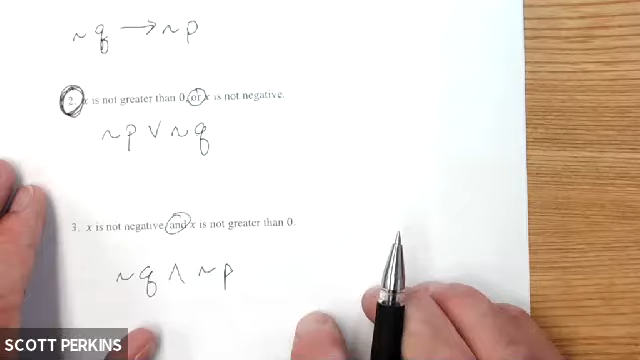 ~q → ~p
2. x is not greater than 0, or x is not negative.
~p ∨ ~q
3. x is not negative and x is not greater than 0.
~q ∧ ~p
SCOTT PERKINS